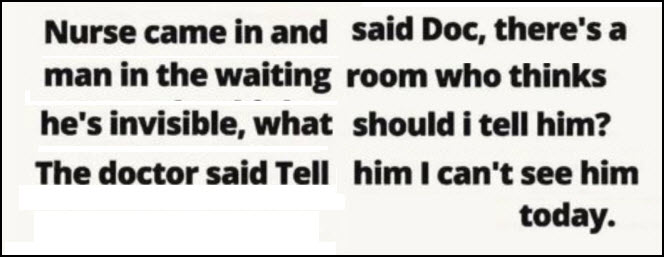 Nurse came in and said Doc, there's a
man in the waiting room who thinks
he's invisible, what should i tell him?
The doctor said Tell him I can't see him
today.